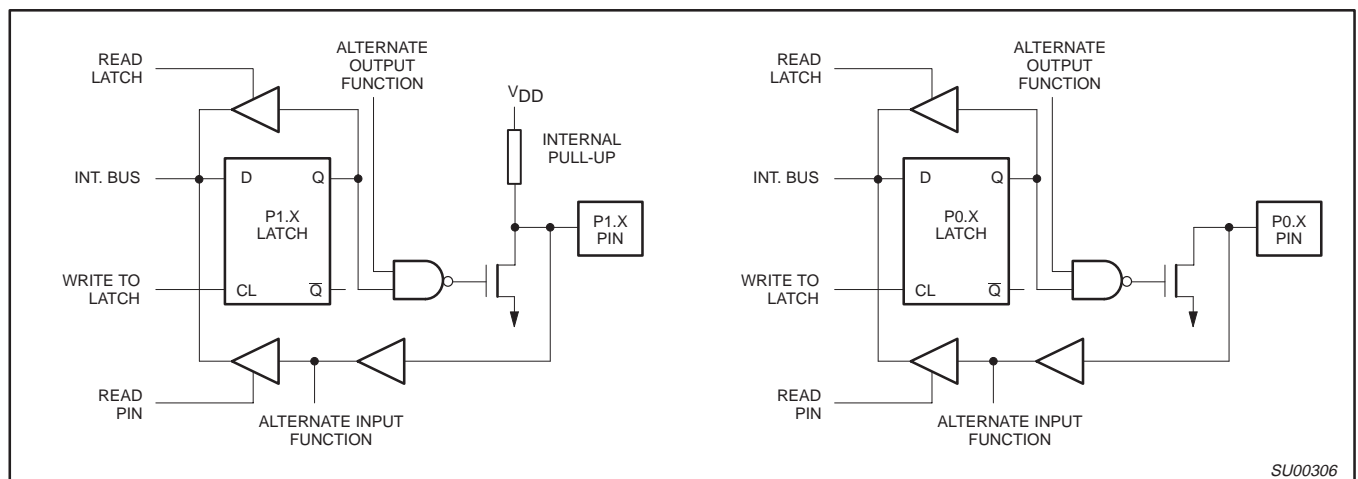 READ
LATCH
ALTERNATE
OUTPUT
FUNCTION
VDD
INTERNAL
PULL-UP
INT. BUS
D
Q
P1.X
LATCH
P1.X
PIN
WRITE TO
LATCH
CL
Q̅
READ
PIN
ALTERNATE INPUT
FUNCTION
READ
LATCH
ALTERNATE
OUTPUT
FUNCTION
INT. BUS
D
Q
P0.X
LATCH
P0.X
PIN
WRITE TO
LATCH
CL
Q̅
READ
PIN
ALTERNATE INPUT
FUNCTION
SU00306